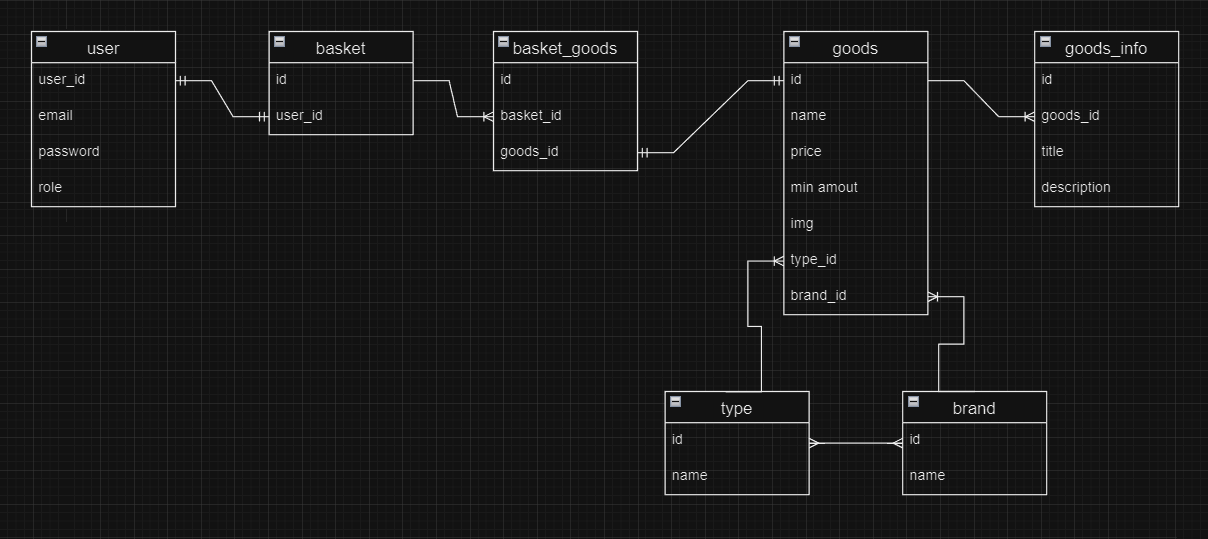 user
user_id
email
password
role
basket
id
user_id
basket_goods
id
basket_id
goods_id
goods
id
name
price
min amout
img
type_id
brand_id
goods_info
id
goods_id
title
description
type
id
name
brand
id
name